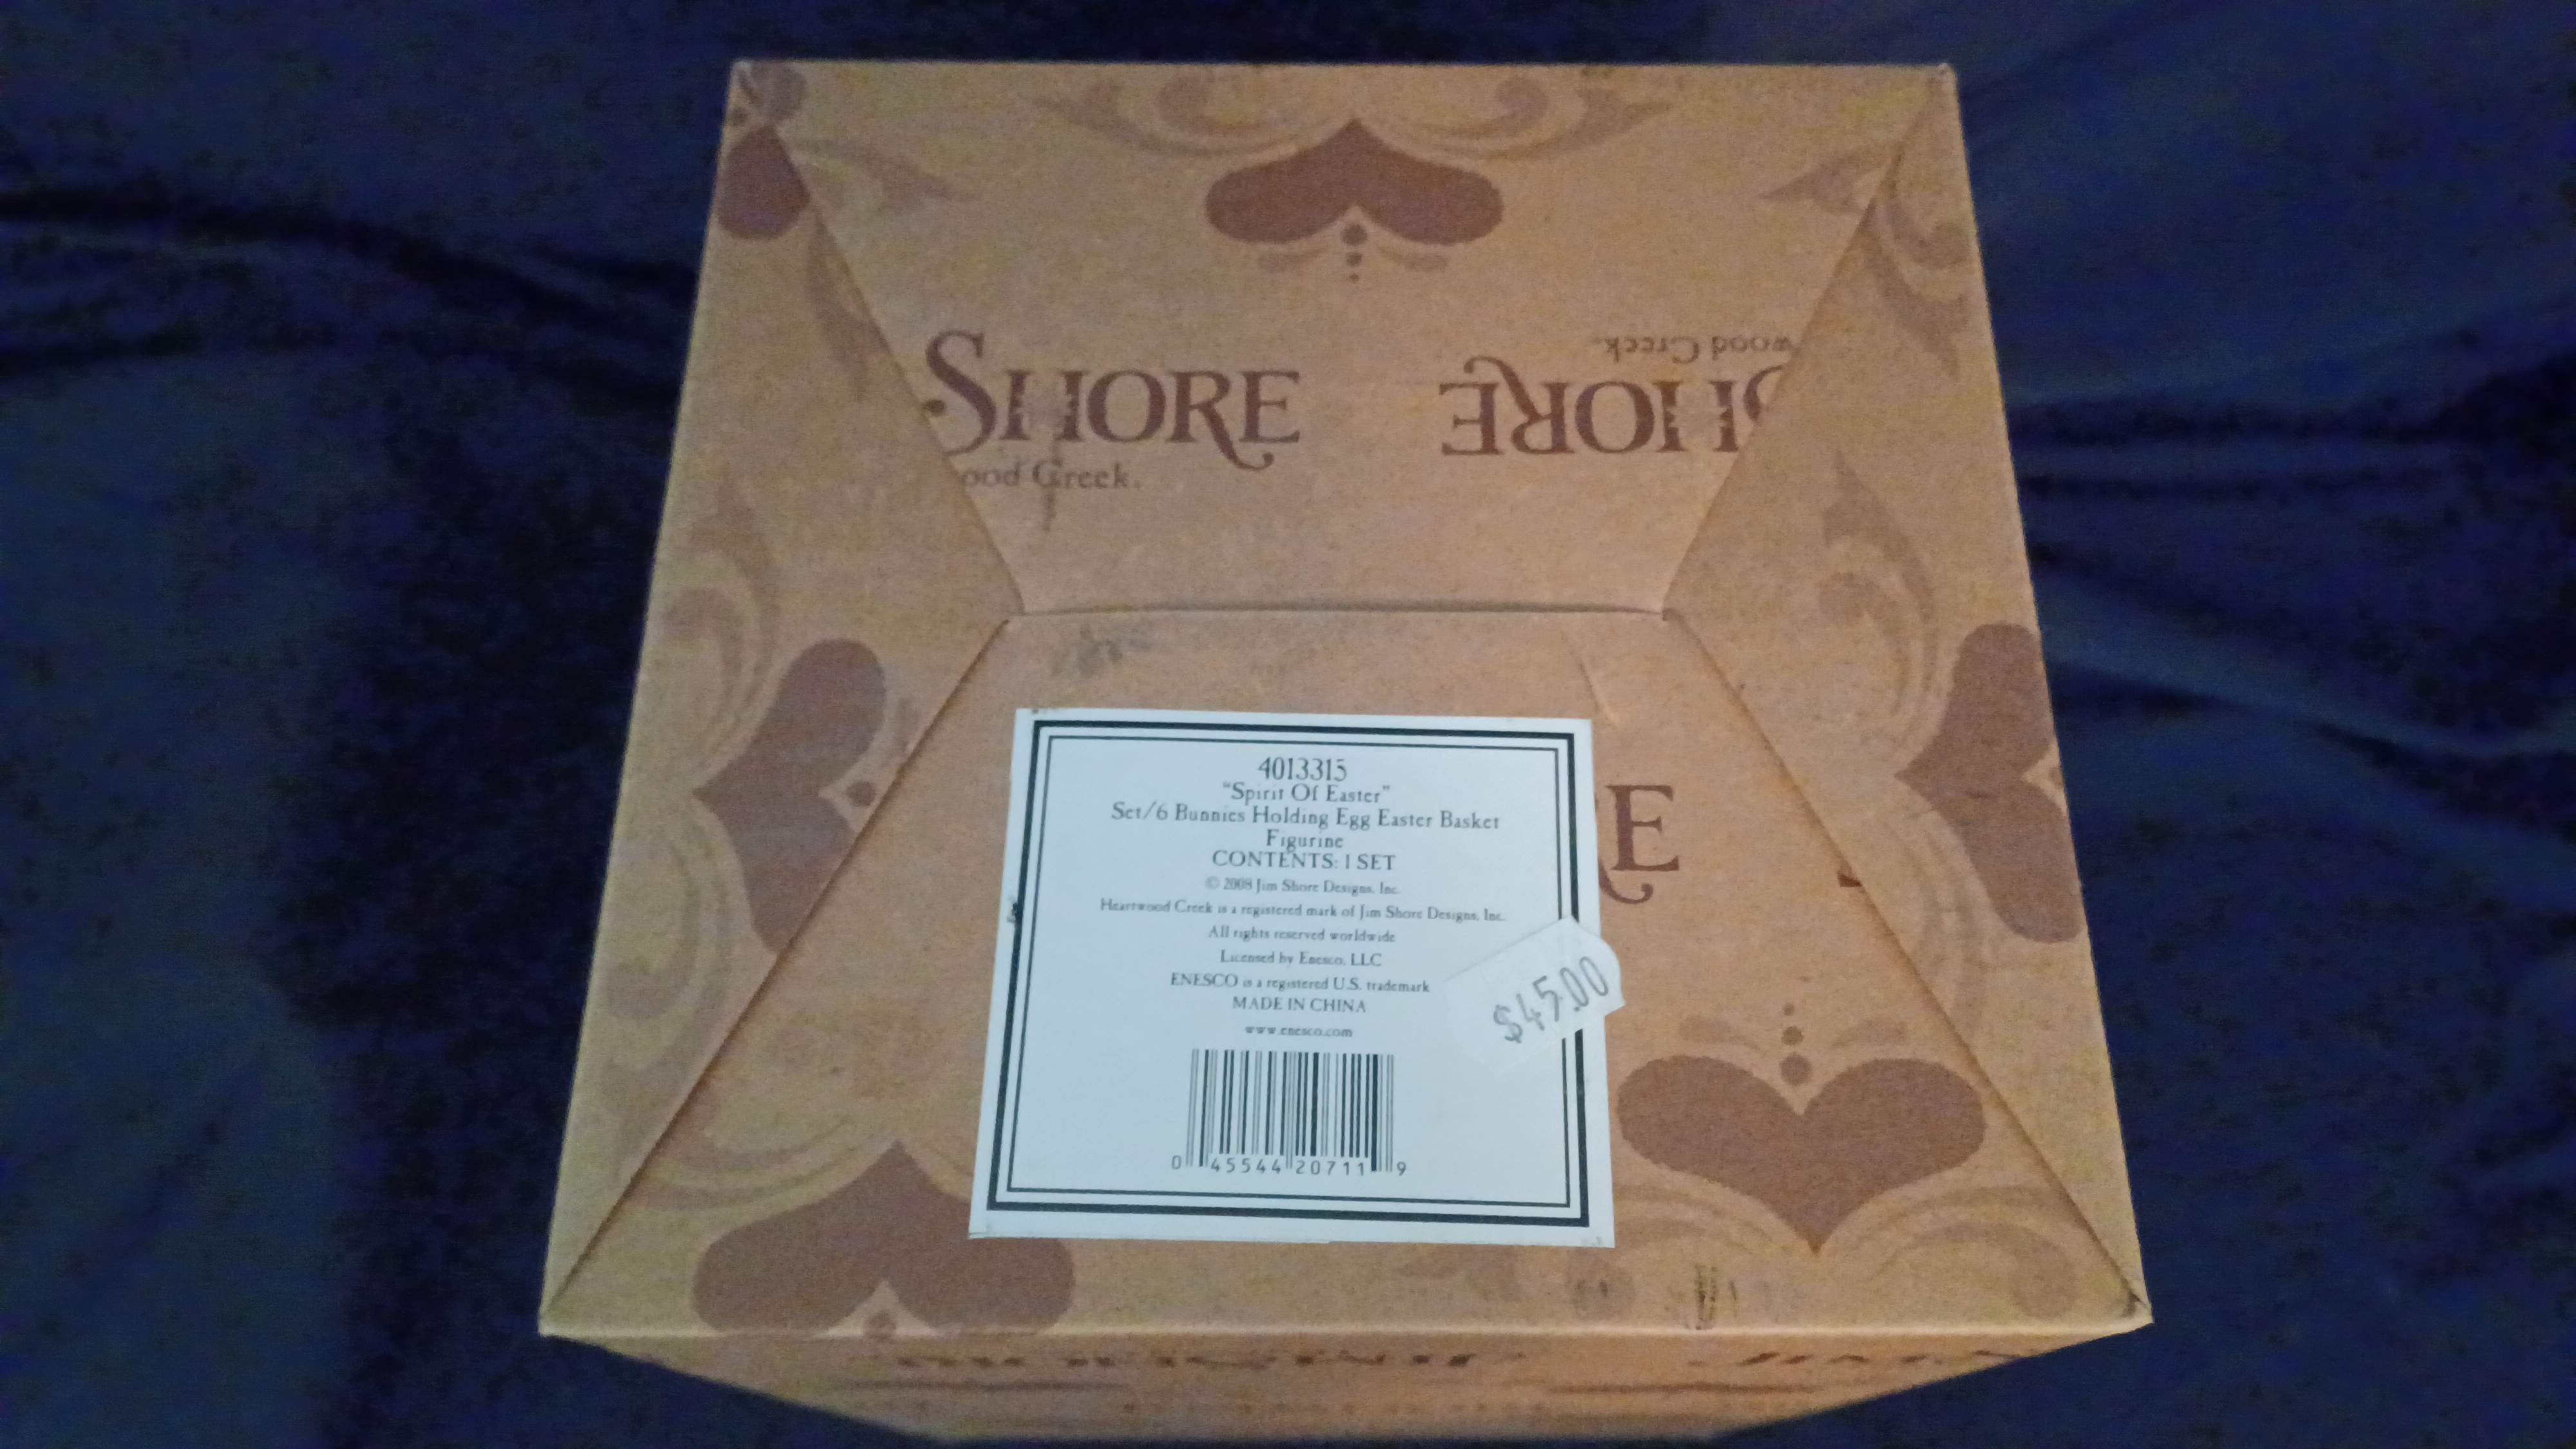 SHORE
wood Creek.
SHORE
ood Creek.
RE
4013315
"Spirit Of Easter"
Set/6 Bunnies Holding Egg Easter Basket
Figurine
CONTENTS: 1 SET
© 2008 Jim Shore Designs, Inc.
Heartwood Creek is a registered mark of Jim Shore Designs, Inc.
All rights reserved worldwide
Licensed by Enesco, LLC
ENESCO is a registered U.S. trademark
MADE IN CHINA
www.enesco.com
$45.00
0 45544 20711 9